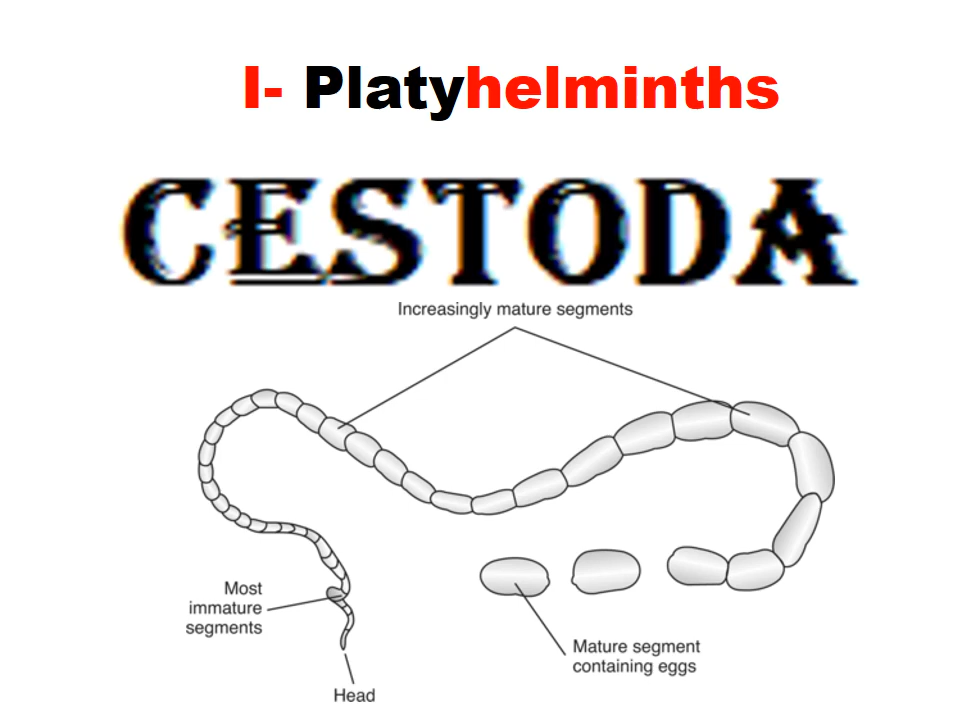 I- Platyhelminths
CESTODA
Increasingly mature segments
Most
immature
segments
Mature segment
containing eggs
Head